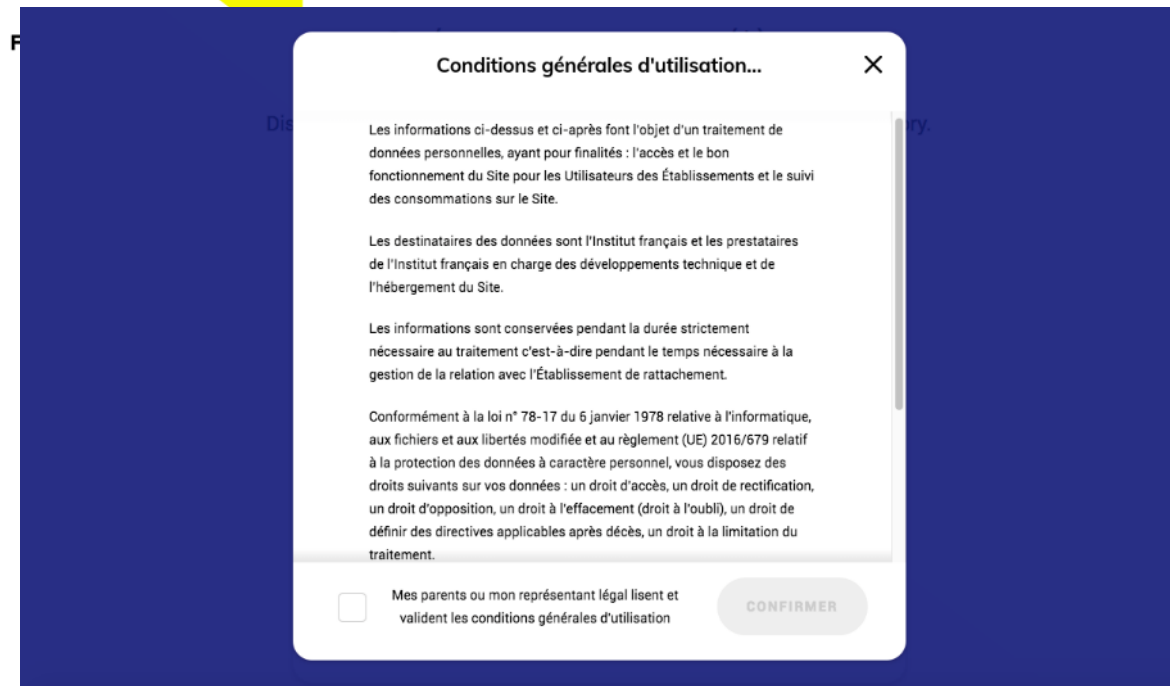 F
Conditions générales d'utilisation...
Dis
ory.
Les informations ci-dessus et ci-après font l'objet d'un traitement de
données personnelles, ayant pour finalités : l'accès et le bon
fonctionnement du Site pour les Utilisateurs des Établissements et le suivi
des consommations sur le Site.
Les destinataires des données sont l'Institut français et les prestataires
de l'Institut français en charge des développements technique et de
l'hébergement du Site.
Les informations sont conservées pendant la durée strictement
nécessaire au traitement c'est-à-dire pendant le temps nécessaire à la
gestion de la relation avec l'Établissement de rattachement.
Conformément à la loi n° 78-17 du 6 janvier 1978 relative à l'informatique,
aux fichiers et aux libertés modifiée et au règlement (UE) 2016/679 relatif
à la protection des données à caractère personnel, vous disposez des
droits suivants sur vos données : un droit d'accès, un droit de rectification,
un droit d'opposition, un droit à l'effacement (droit à l'oubli), un droit de
définir des directives applicables après décès, un droit à la limitation du
traitement.
Mes parents ou mon représentant légal lisent et
valident les conditions générales d'utilisation
CONFIRMER